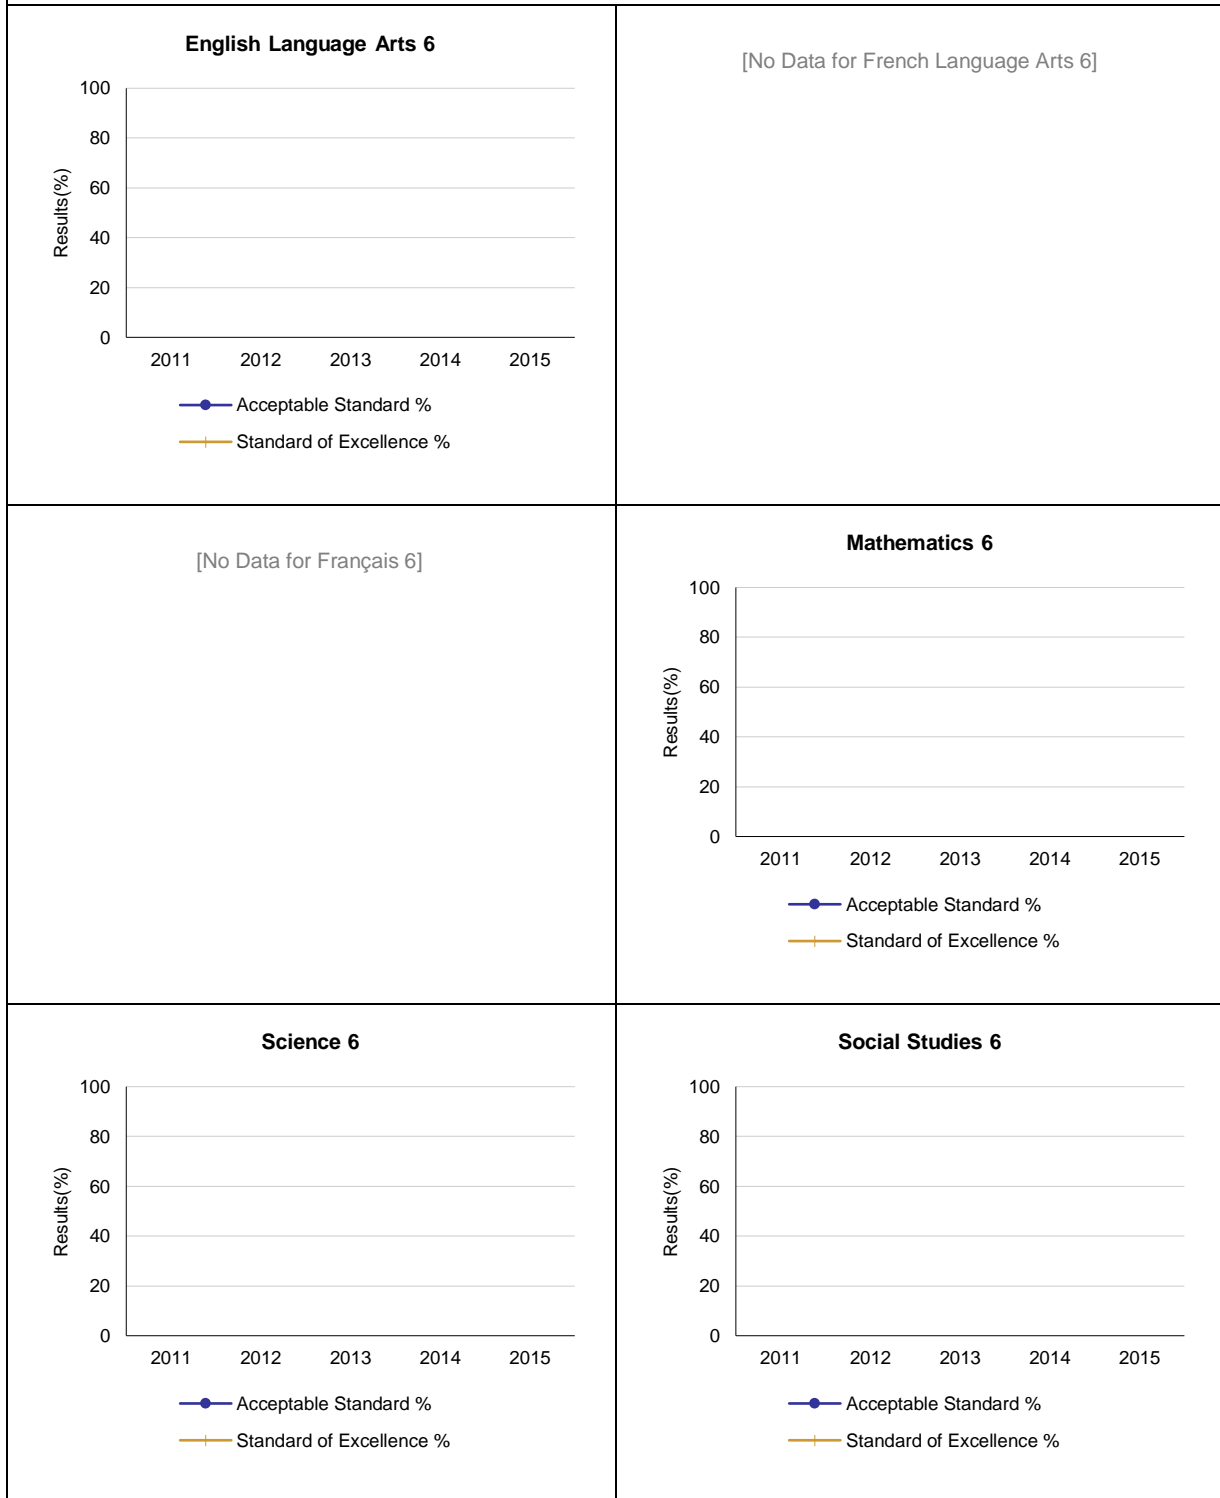 English Language Arts 6
100
80
60
40
20
0
Results(%)
2011 2012 2013 2014 2015
Acceptable Standard %
Standard of Excellence %
[No Data for French Language Arts 6]
[No Data for Français 6]
Mathematics 6
100
80
60
40
20
0
Results(%)
2011 2012 2013 2014 2015
Acceptable Standard %
Standard of Excellence %
Science 6
100
80
60
40
20
0
Results(%)
2011 2012 2013 2014 2015
Acceptable Standard %
Standard of Excellence %
Social Studies 6
100
80
60
40
20
0
Results(%)
2011 2012 2013 2014 2015
Acceptable Standard %
Standard of Excellence %